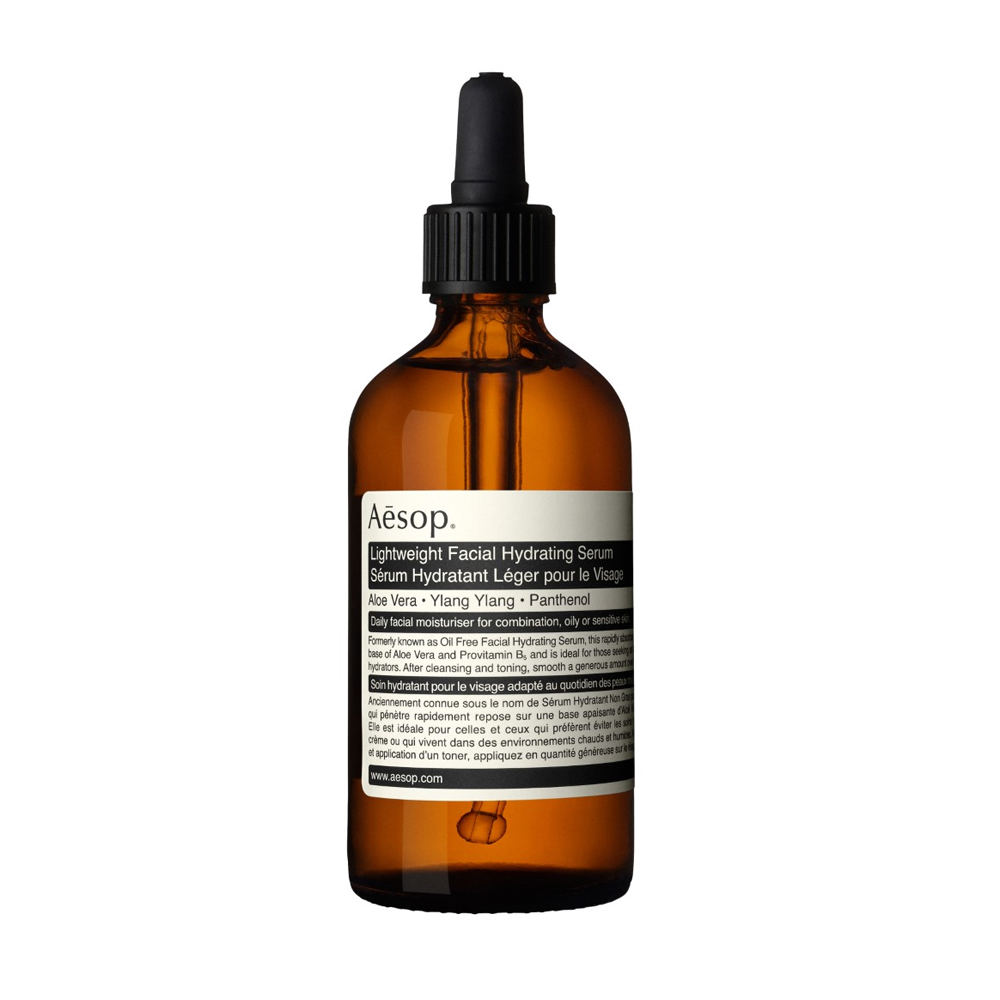 Aēsop®
Lightweight Facial Hydrating Serum
Sérum Hydratant Léger pour le Visage
Aloe Vera • Ylang Ylang • Panthenol
Daily facial moisturiser for combination, oily or sensitive skin
Formerly known as Oil Free Facial Hydrating Serum, this rapidly
base of Aloe Vera and Provitamin B₅ and is ideal for those seeking
hydrators. After cleansing and toning, smooth a generous amount
Soin hydratant pour le visage adapté au quotidien des peaux
Anciennement connue sous le nom de Sérum Hydratant Non Gras
qui pénètre rapidement repose sur une base apaisante d'Aloe
Elle est idéale pour celles et ceux qui préfèrent éviter les soins
crème ou qui vivent dans des environnements chauds et humides.
et application d'un toner, appliquez en quantité généreuse sur le
www.aesop.com